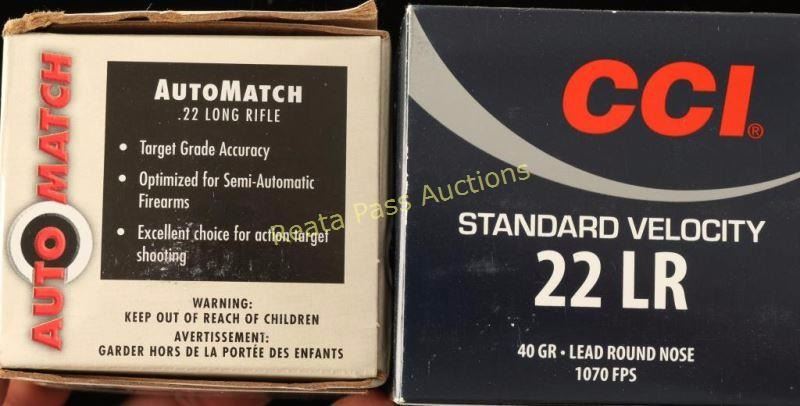 AUTO MATCH
AUTOMATCH
.22 LONG RIFLE
• Target Grade Accuracy
• Optimized for Semi-Automatic
Firearms
• Excellent choice for action target
shooting
WARNING:
KEEP OUT OF REACH OF CHILDREN
AVERTISSEMENT:
GARDER HORS DE LA PORTÉE DES ENFANTS
CCI®
STANDARD VELOCITY
22 LR
40 GR • LEAD ROUND NOSE
1070 FPS
Reata Pass Auctions